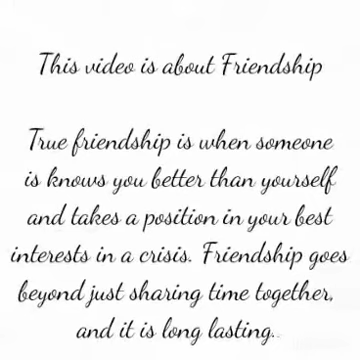 This video is about Friendship
True friendship is when someone
is knows you better than yourself
and takes a position in your best
interests in a crisis. Friendship goes
beyond just sharing time together,
and it is long lasting.